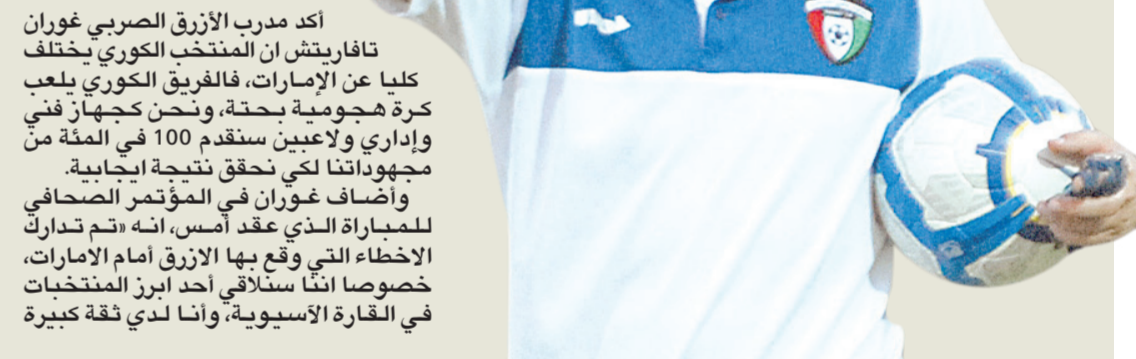 أكد مدرب الأزرق الصربي غوران
تافاريتش ان المنتخب الكوري يختلف
كليا عن الإمارات، فالفريق الكوري يلعب
كرة هجومية بحتة، ونحن كجهاز فني
وإداري ولاعبين سنقدم 100 في المئة من
مجهوداتنا لكي نحقق نتيجة ايجابية.
وأضاف غوران في المؤتمر الصحافي
للمباراة الذي عقد أمس، انه «تم تدارك
الاخطاء التي وقع بها الازرق أمام الامارات،
خصوصا اننا سنلاقي أحد ابرز المنتخبات
في القارة الآسيوية، وأنا لدي ثقة كبيرة